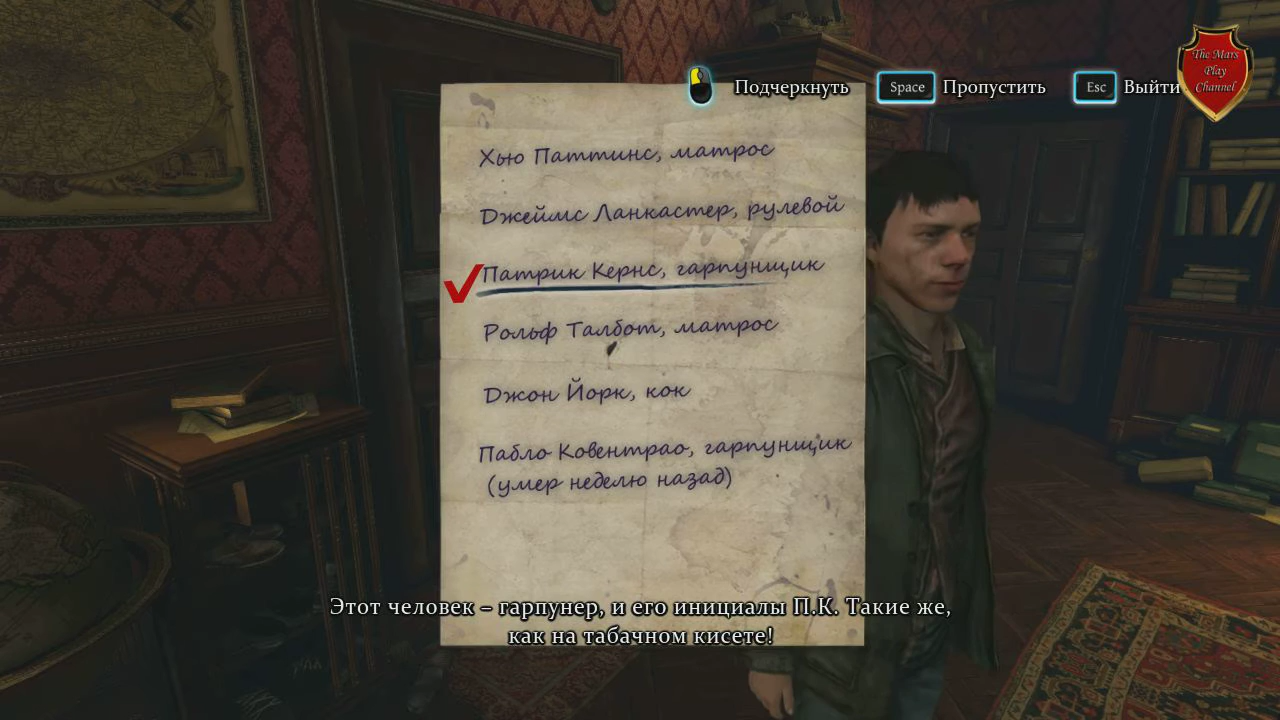 Подчеркнуть
Space
Пропустить
Esc
Выйти
The Mars
Play
Channel
Хью Паттинс, матрос
Джеймс Ланкастер, рулевой
Патрик Кернс, гарпунщик
Рольф Талбот, матрос
Джон Йорк, кок
Пабло Ковентрао, гарпунщик
(умер неделю назад)
Этот человек – гарпунер, и его инициалы П.К. Такие же,
как на табачном кисете!